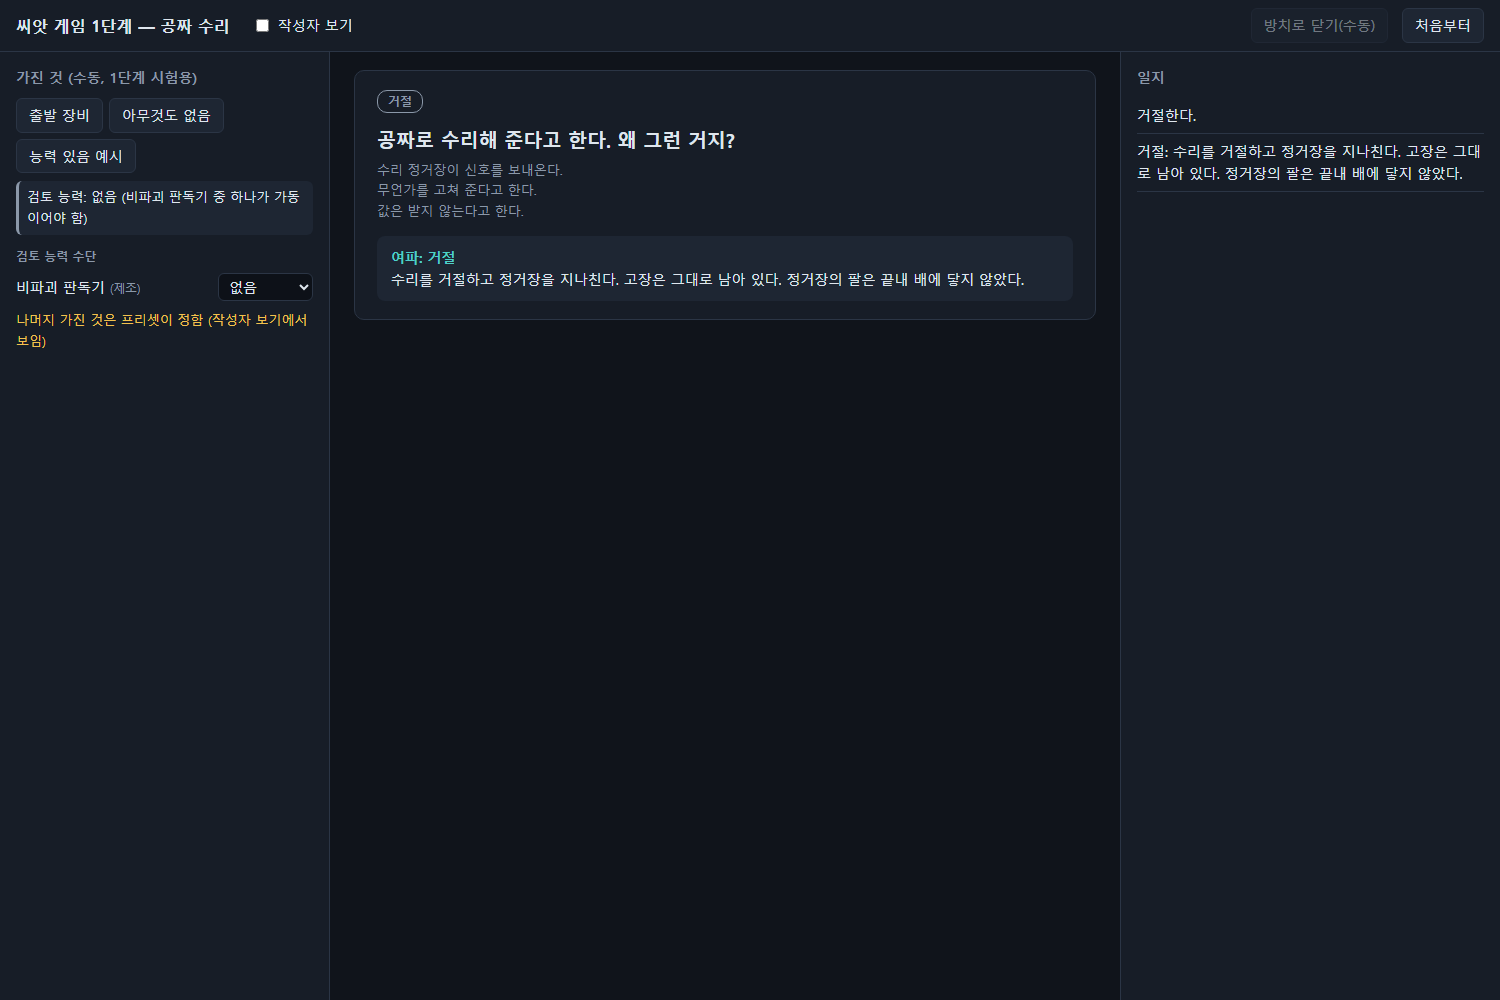 씨앗 게임 1단계 — 공짜 수리
작성자 보기
방치로 닫기(수동)
처음부터
가진 것 (수동, 1단계 시험용)
출발 장비
아무것도 없음
능력 있음 예시
검토 능력: 없음 (비파괴 판독기 중 하나가 가동
이어야 함)
검토 능력 수단
비파괴 판독기 (제조)
없음
나머지 가진 것은 프리셋이 정함 (작성자 보기에서
보임)
거절
공짜로 수리해 준다고 한다. 왜 그런 거지?
수리 정거장이 신호를 보내온다.
무언가를 고쳐 준다고 한다.
값은 받지 않는다고 한다.
여파: 거절
수리를 거절하고 정거장을 지나친다. 고장은 그대로 남아 있다. 정거장의 팔은 끝내 배에 닿지 않았다.
일지
거절한다.
거절: 수리를 거절하고 정거장을 지나친다. 고장은 그대
로 남아 있다. 정거장의 팔은 끝내 배에 닿지 않았다.